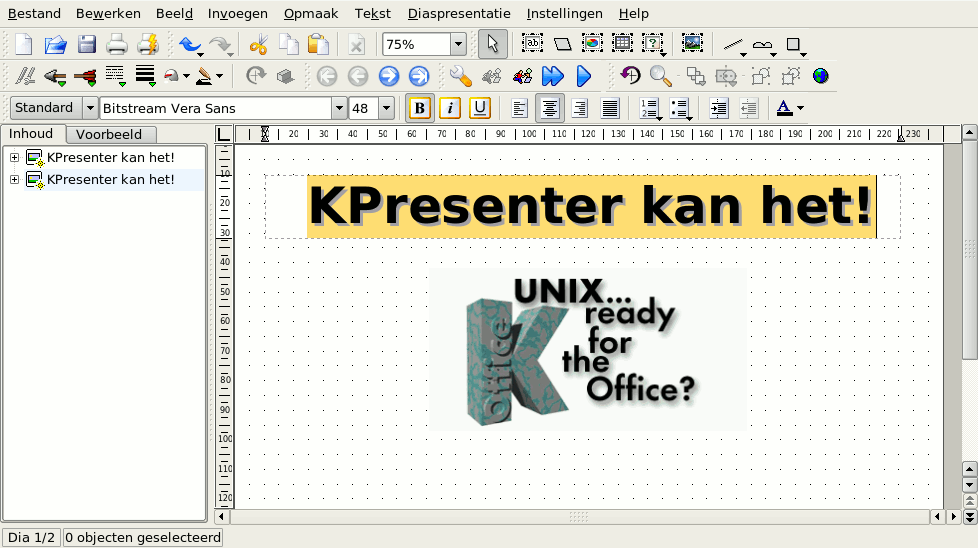 Bestand Bewerken Beeld Invoegen Opmaak Tekst Diaspresentatie Instellingen Help
75%
Standard Bitstream Vera Sans 48 B i U A
Inhoud Voorbeeld
20 30 40 50 60 70 80 90 100 110 120 130 140 150 160 170 180 190 200 210 220 230
KPresenter kan het!
KPresenter kan het!
10
20
30
40
50
60
70
80
90
100
110
120
KPresenter kan het!
UNIX...
ready
for
the
Office?
K Office
Dia 1/2 0 objecten geselecteerd